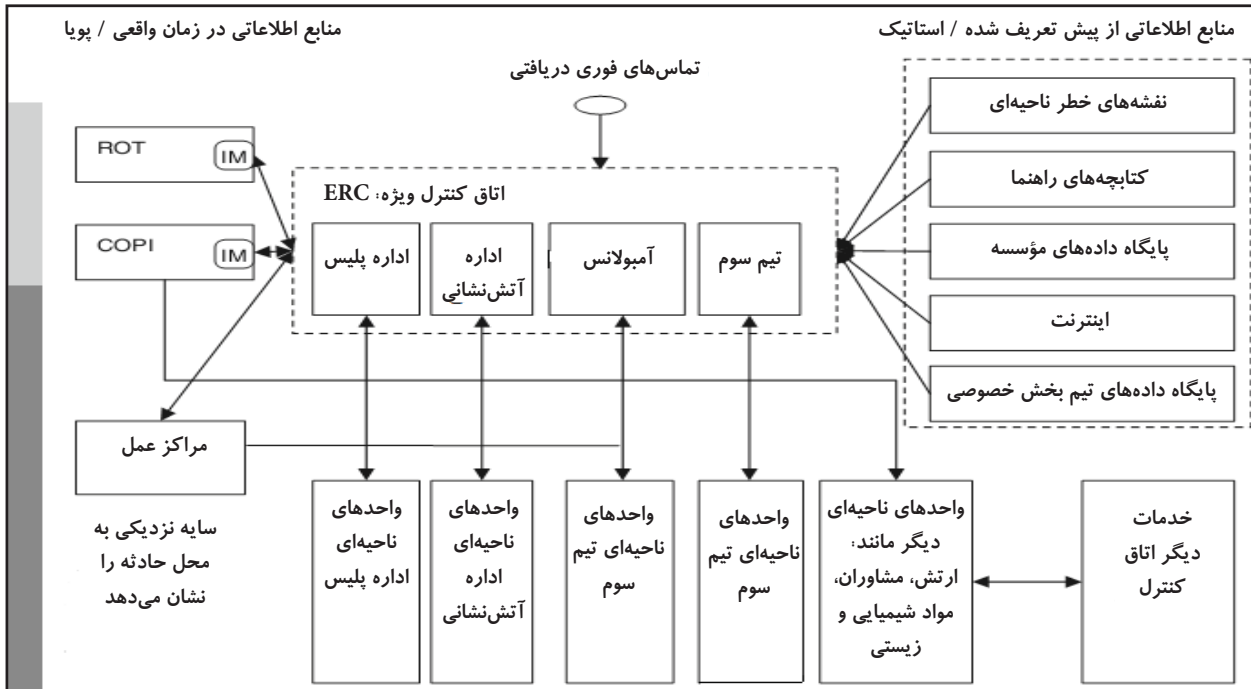 منابع اطلاعاتی از پیش تعریف شده / استاتیک
منابع اطلاعاتی در زمان واقعی / پویا
تماس‌های فوری دریافتی
نقشه‌های خطر ناحیه‌ای
کتابچه‌های راهنما
پایگاه داده‌های مؤسسه
اینترنت
پایگاه داده‌های تیم بخش خصوصی
ROT
IM
COPI
IM
اتاق کنترل ویژه: ERC
تیم سوم
آمبولانس
اداره
آتش‌نشانی
اداره پلیس
مراکز عمل
سایه نزدیکی به
محل حادثه را
نشان می‌دهد
واحدهای
ناحیه‌ای
اداره پلیس
واحدهای
ناحیه‌ای
اداره
آتش‌نشانی
واحدهای
ناحیه‌ای تیم
سوم
واحدهای
ناحیه‌ای تیم
سوم
واحدهای ناحیه‌ای
دیگر مانند:
ارتش، مشاوران،
مواد شیمیایی و
زیستی
خدمات
دیگر اتاق
کنترل